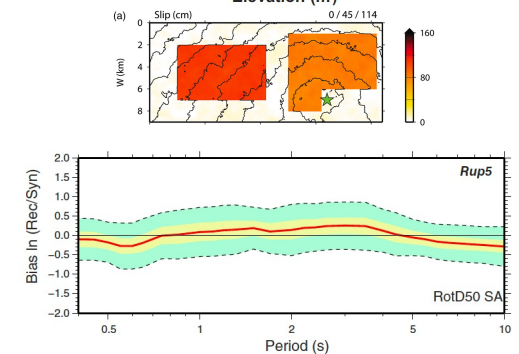 Elevation (m)
(a) Slip (cm) 0 / 45 / 114
0
2
4
6
8
W (km)
160
80
0
2.0
1.5
1.0
0.5
0.0
−0.5
−1.0
−1.5
−2.0
Bias ln (Rec/Syn)
Rup5
RotD50 SA
0.5 1 2 5 10
Period (s)